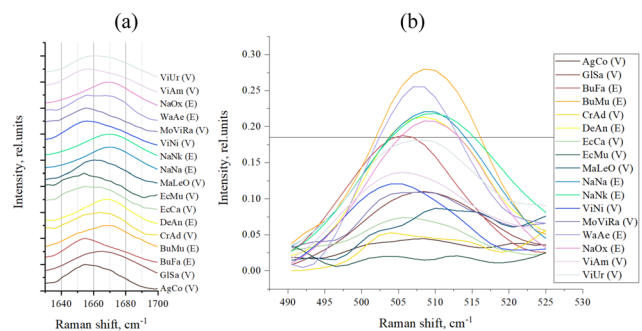 (a)
(b)
Intensity, rel.units
ViUr (V)
ViAm (V)
NaOx (E)
WaAe (E)
MoViRa (V)
ViNi (V)
NaNk (E)
NaNa (E)
MaLeO (V)
EcMu (V)
EcCa (V)
DeAn (E)
CrAd (V)
BuMu (E)
BuFa (E)
GlSa (V)
AgCo (V)
1640 1660 1680 1700
Raman shift, cm-1
Intensity, rel.units
0.30
0.25
0.20
0.15
0.10
0.05
0.00
490 495 500 505 510 515 520 525 530
Raman shift, cm-1
AgCo (V)
GlSa (V)
BuFa (E)
BuMu (E)
CrAd (V)
DeAn (E)
EcCa (V)
EcMu (V)
MaLeO (V)
NaNa (E)
NaNk (E)
ViNi (V)
MoViRa (V)
WaAe (E)
NaOx (E)
ViAm (V)
ViUr (V)